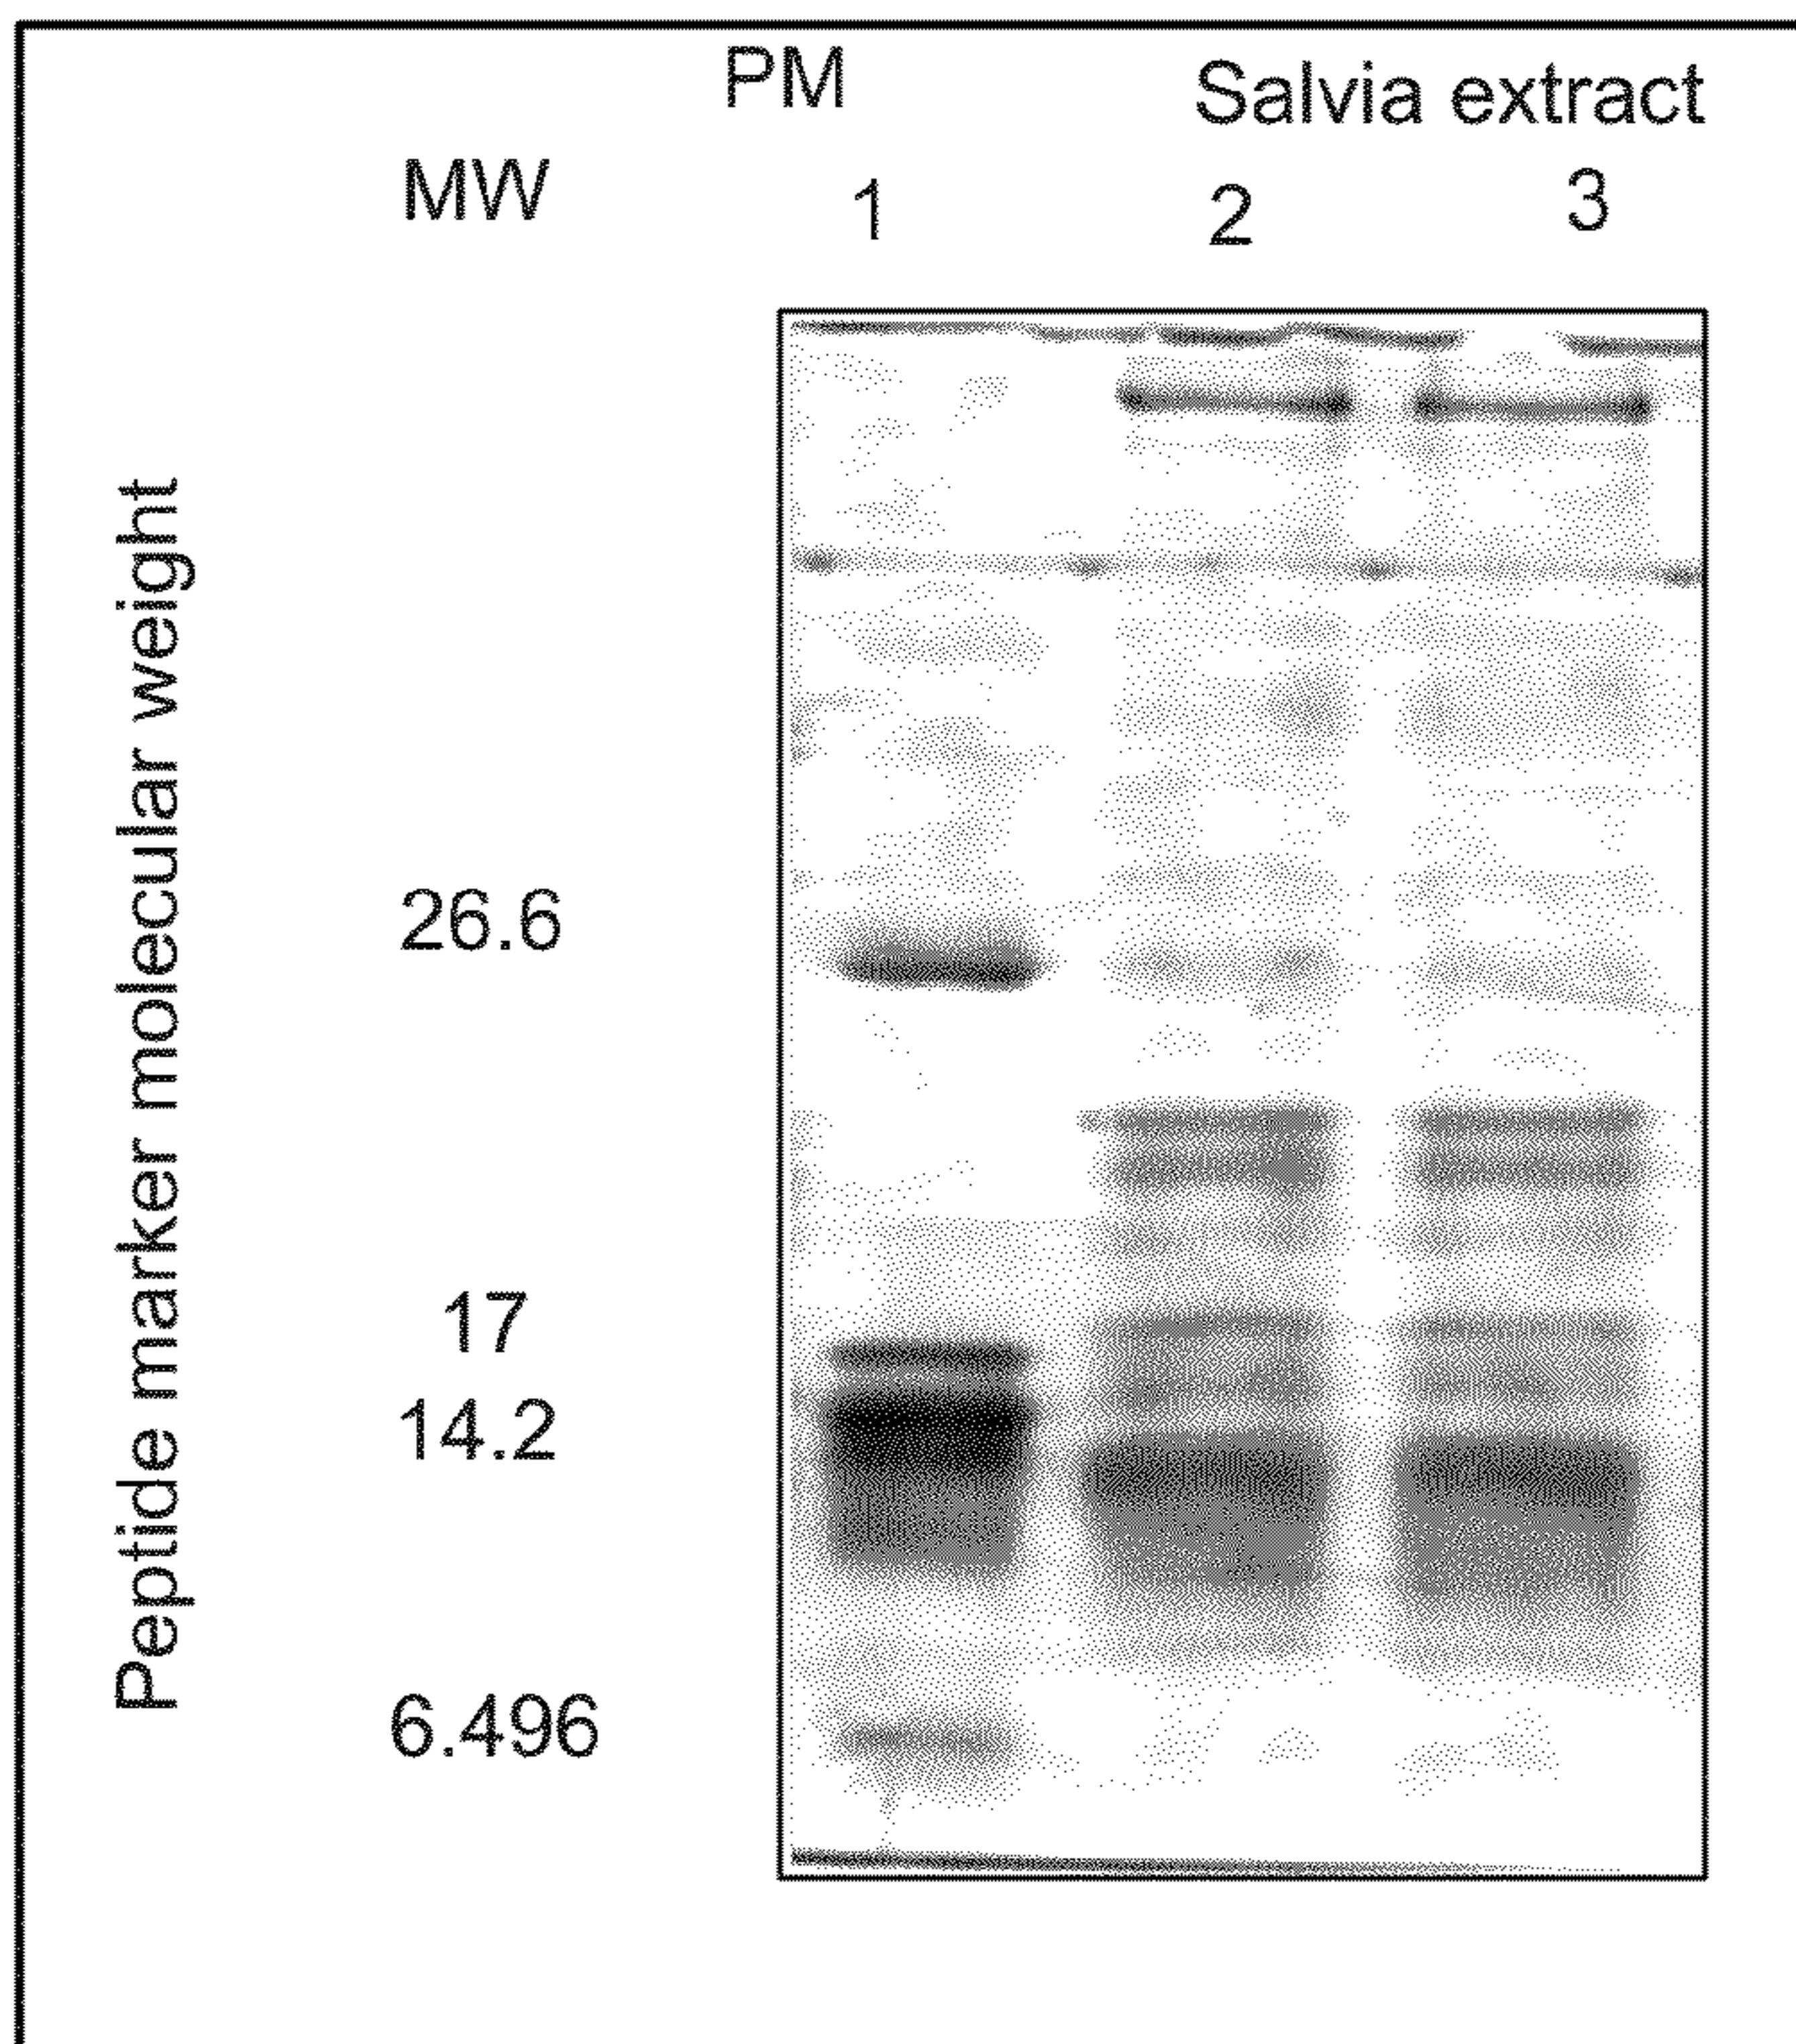 PM
Salvia extract
MW
1
2
3
Peptide marker molecular weight
26.6
17
14.2
6.496